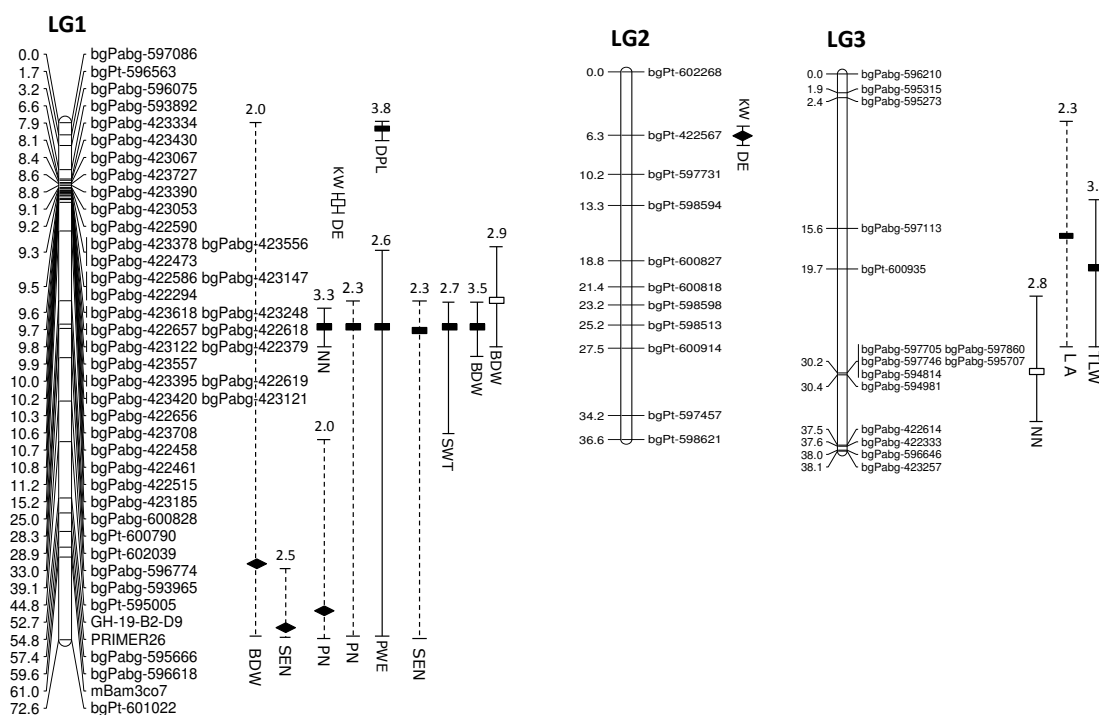 LG1
0.0 bgPabg-597086
1.7 bgPt-596563
3.2 bgPabg-596075
6.6 bgPabg-593892
7.9 bgPabg-423334
8.1 bgPabg-423430
8.4 bgPabg-423067
8.6 bgPabg-423727
8.8 bgPabg-423390
9.1 bgPabg-423053
9.2 bgPabg-422590
9.3 bgPabg-423378 bgPabg-423556
bgPabg-422473
9.5 bgPabg-422586 bgPabg-423147
bgPabg-422294
9.6 bgPabg-423618 bgPabg-423248
9.7 bgPabg-422657 bgPabg-422618
9.8 bgPabg-423122 bgPabg-422379
9.9 bgPabg-423557
10.0 bgPabg-423395 bgPabg-422619
10.2 bgPabg-423420 bgPabg-423121
10.3 bgPabg-422656
10.6 bgPabg-423708
10.7 bgPabg-422458
10.8 bgPabg-422461
11.2 bgPabg-422515
15.2 bgPabg-423185
25.0 bgPabg-600828
28.3 bgPt-600790
28.9 bgPt-602039
33.0 bgPabg-596774
39.1 bgPabg-593965
44.8 bgPt-595005
52.7 GH-19-B2-D9
54.8 PRIMER26
57.4 bgPabg-595666
59.6 bgPabg-596618
61.0 mBam3co7
72.6 bgPt-601022
2.0
BDW
2.5
SEN
KW
DE
3.3
NN
2.0
PN
2.3
PN
3.8
DPL
2.6
PWE
2.3
SEN
2.7
SWT
3.5
BDW
2.9
BDW
LG2
0.0 bgPt-602268
6.3 bgPt-422567
10.2 bgPt-597731
13.3 bgPt-598594
18.8 bgPt-600827
21.4 bgPt-600818
23.2 bgPt-598598
25.2 bgPt-598513
27.5 bgPt-600914
34.2 bgPt-597457
36.6 bgPt-598621
KW
DE
LG3
0.0 bgPabg-596210
1.9 bgPabg-595315
2.4 bgPabg-595273
15.6 bgPabg-597113
19.7 bgPt-600935
bgPabg-597705 bgPabg-597860
30.2 bgPabg-597746 bgPabg-595707
bgPabg-594814
30.4 bgPabg-594981
37.5 bgPabg-422614
37.6 bgPabg-422333
38.0 bgPabg-596646
38.1 bgPabg-423257
2.8
NN
2.3
LA
3.
TLW